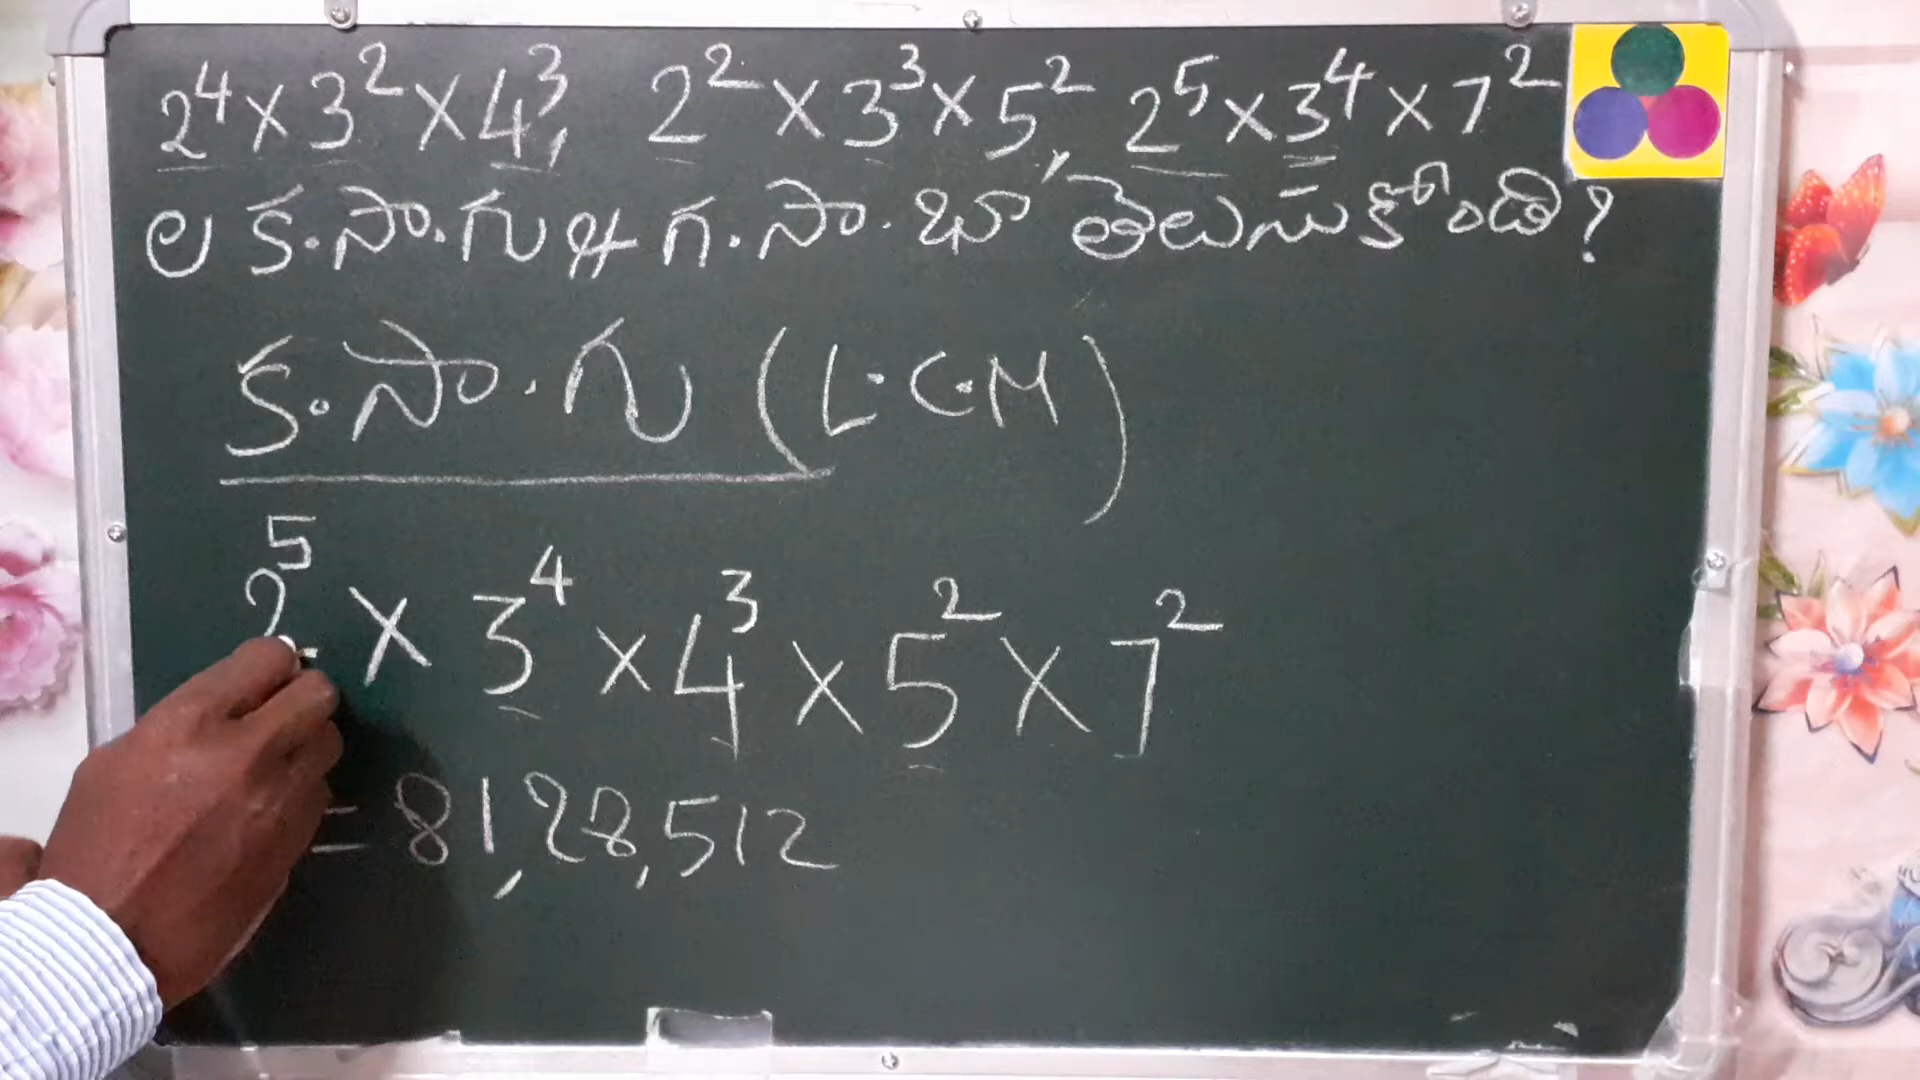 2⁴ × 3² × 4³, 2² × 3³ × 5², 2⁵ × 3⁴ × 7²
ల క.సా.గు & గ.సా.భా తెలుసుకోండి?
క.సా.గు (L.C.M)
2⁵ × 3⁴ × 4³ × 5² × 7²
= 81,28,512